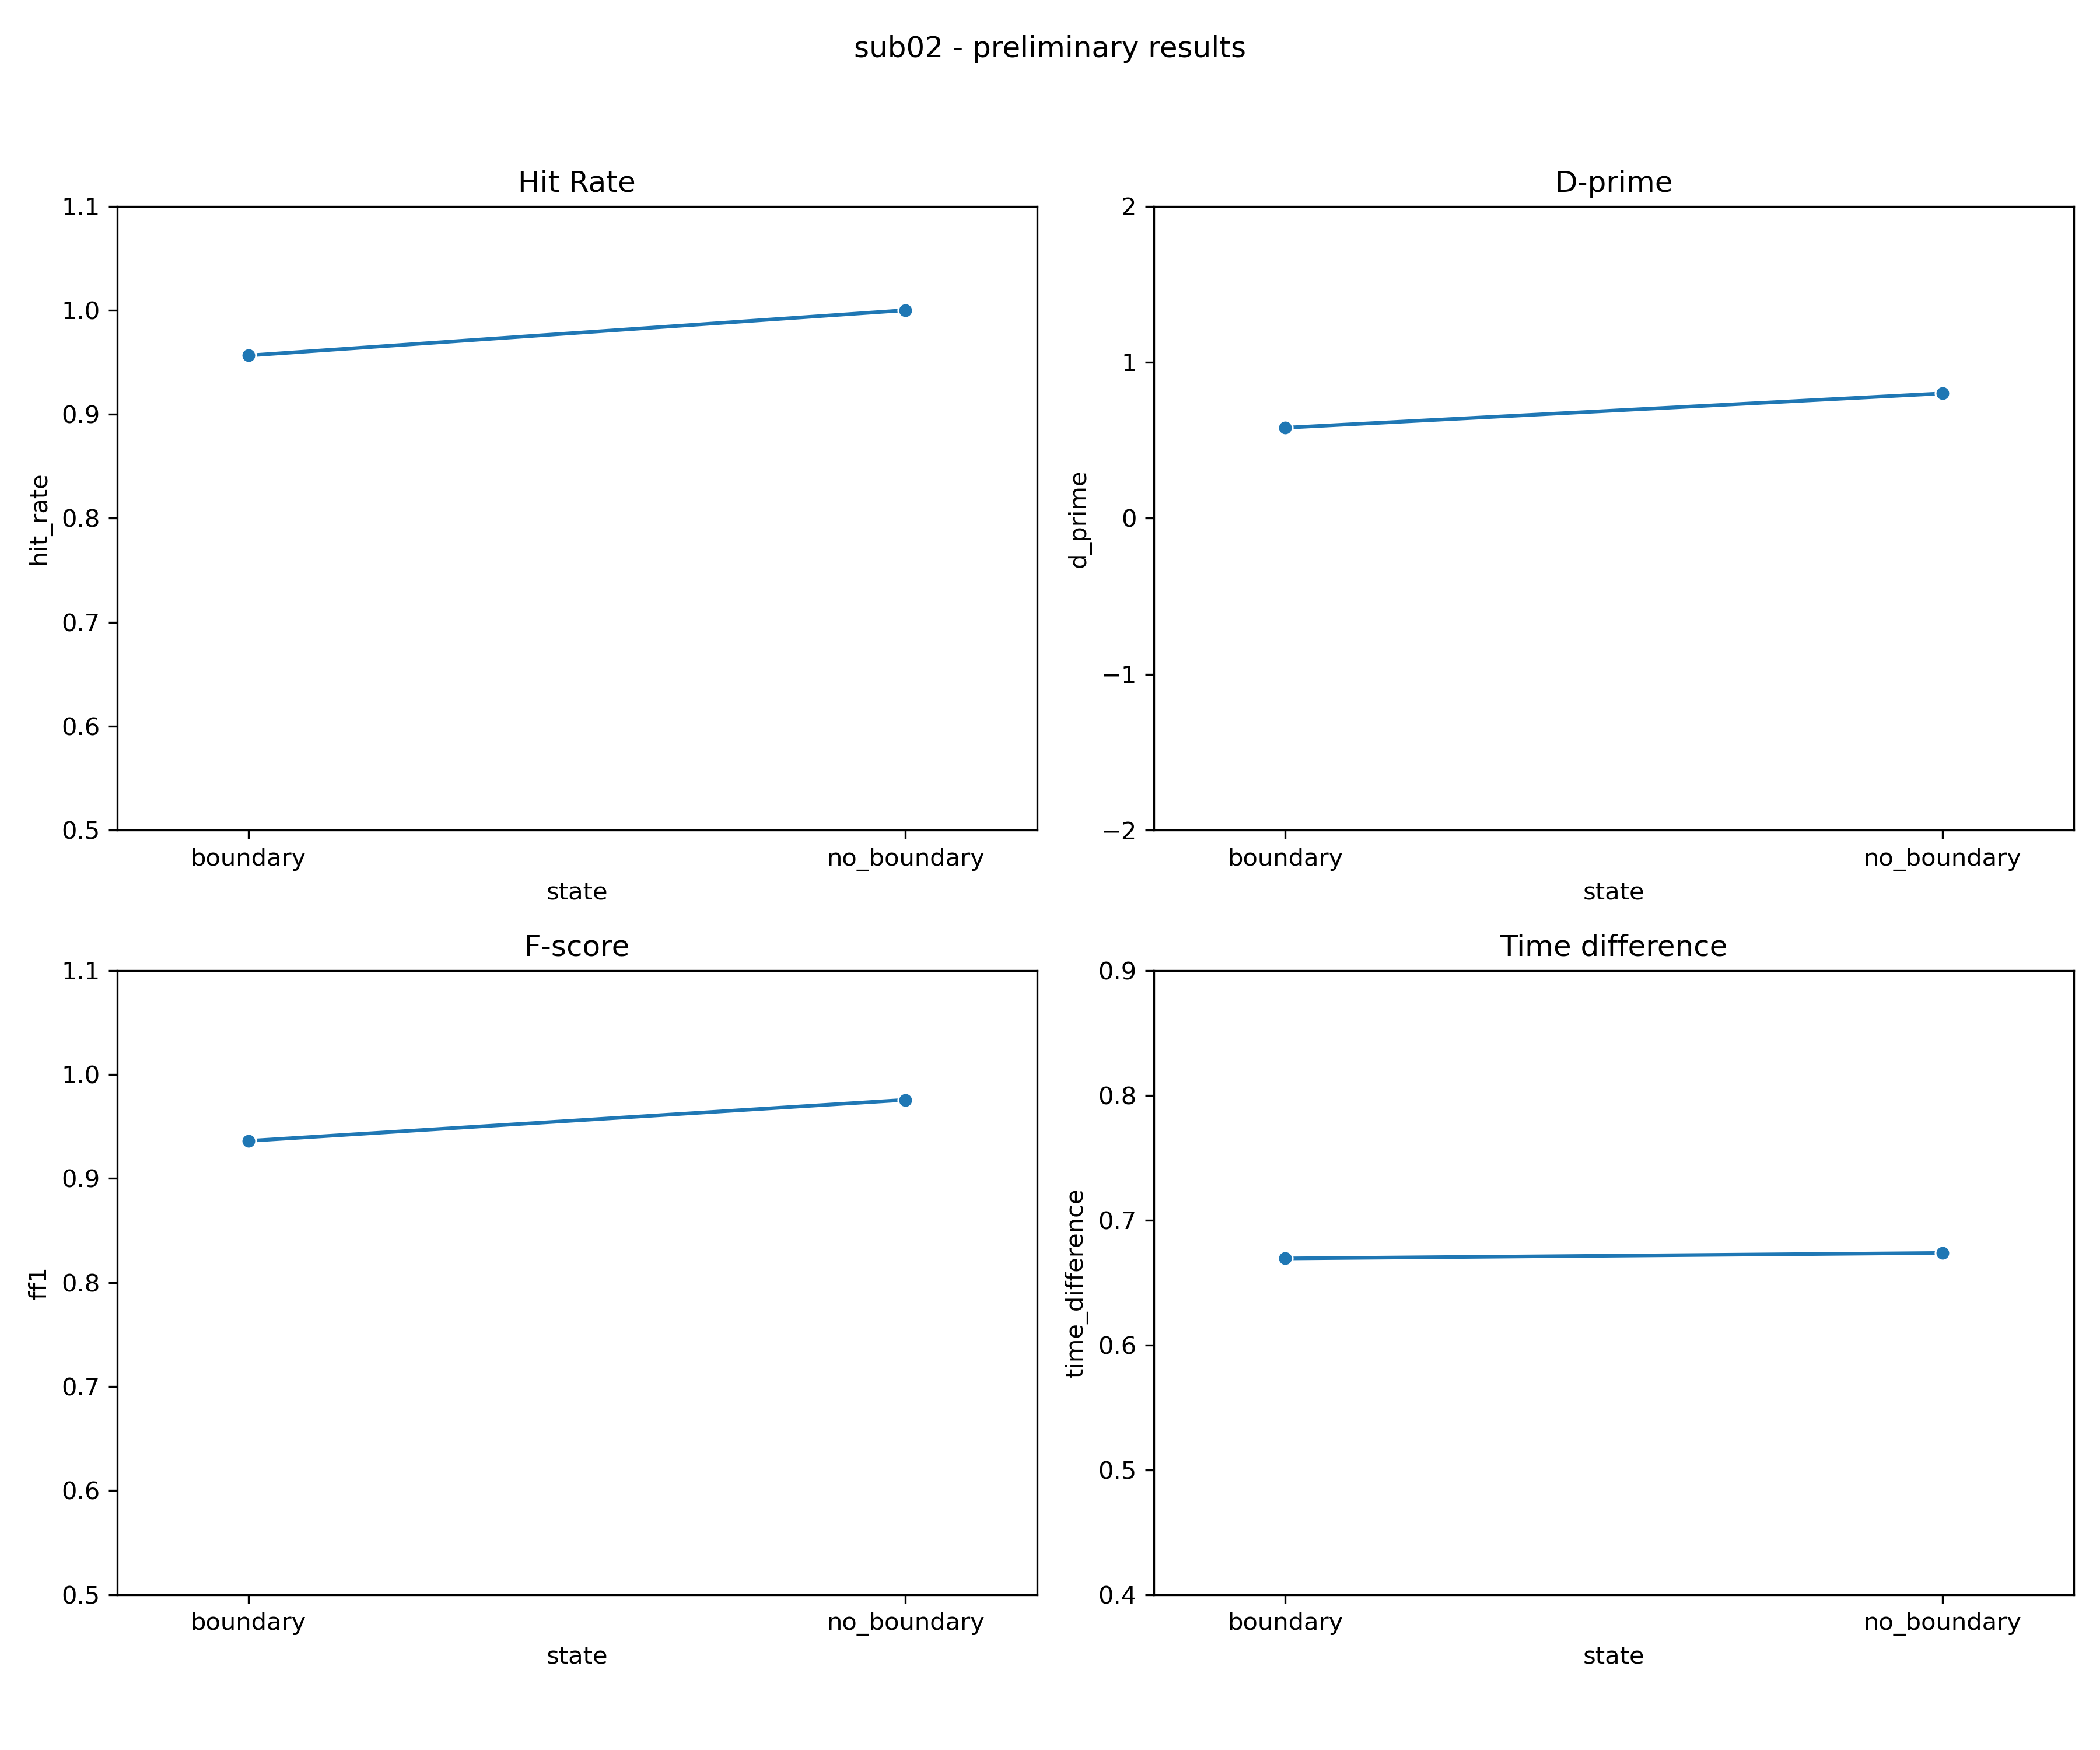 sub02 - preliminary results
Hit Rate
1.1
1.0
0.9
0.8
0.7
0.6
0.5
hit_rate
boundary no_boundary
state
D-prime
2
1
0
−1
−2
d_prime
boundary no_boundary
state
F-score
1.1
1.0
0.9
0.8
0.7
0.6
0.5
ff1
boundary no_boundary
state
Time difference
0.9
0.8
0.7
0.6
0.5
0.4
time_difference
boundary no_boundary
state